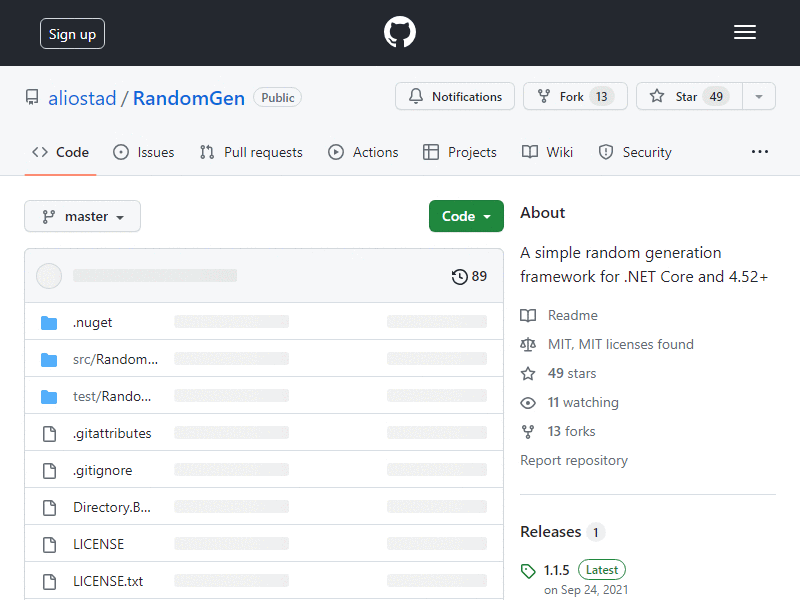 Sign up
aliostad / RandomGen Public
Notifications
Fork 13
Star 49
Code
Issues
Pull requests
Actions
Projects
Wiki
Security
master
Code
89
.nuget
src/Random...
test/Rando...
.gitattributes
.gitignore
Directory.B...
LICENSE
LICENSE.txt
About
A simple random generation
framework for .NET Core and 4.52+
Readme
MIT, MIT licenses found
49 stars
11 watching
13 forks
Report repository
Releases 1
1.1.5 Latest
on Sep 24, 2021